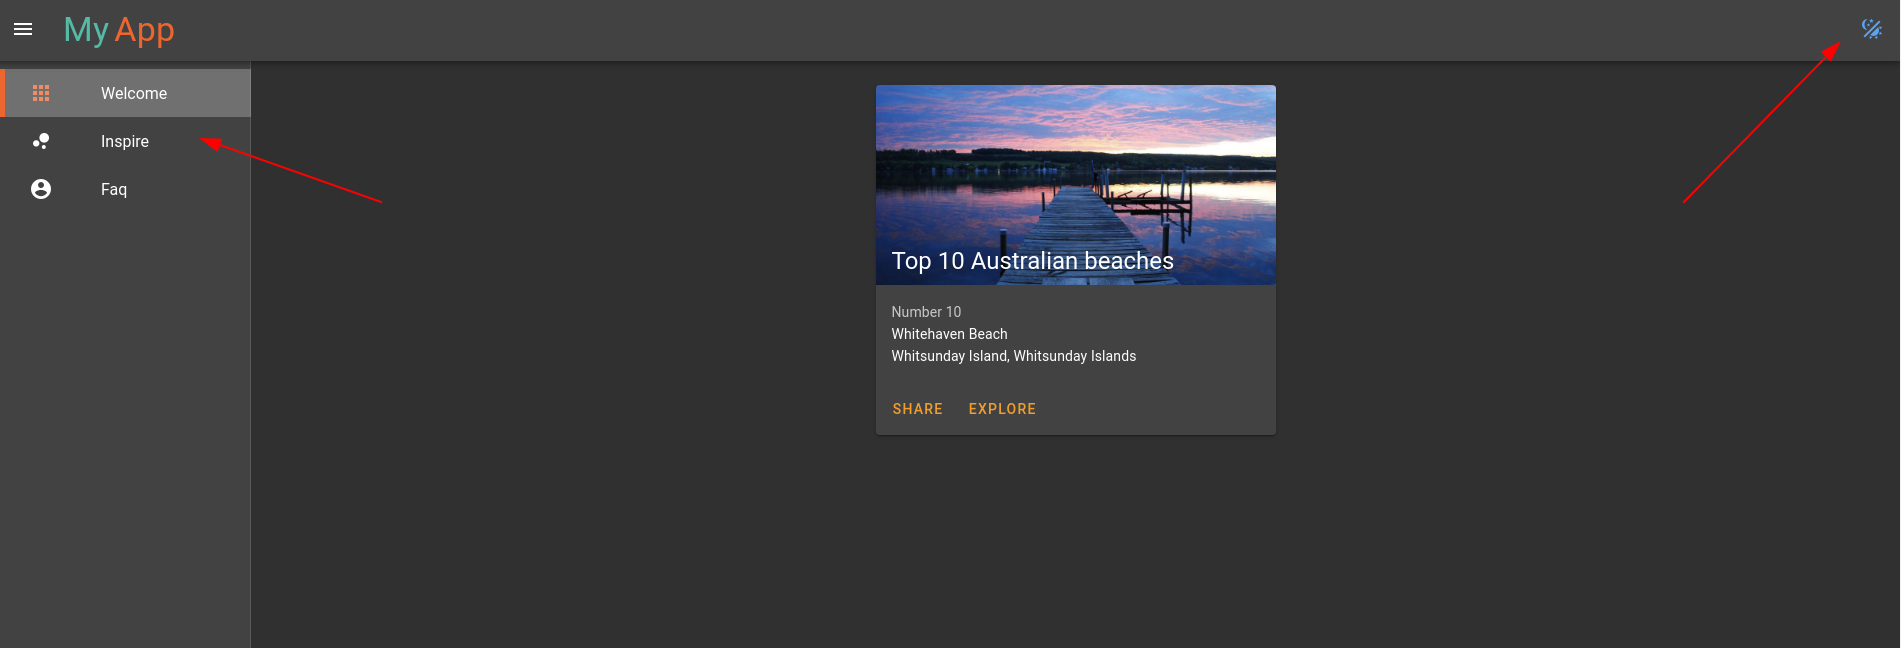 My App
Welcome
Inspire
Faq
Top 10 Australian beaches
Number 10
Whitehaven Beach
Whitsunday Island, Whitsunday Islands
SHARE EXPLORE